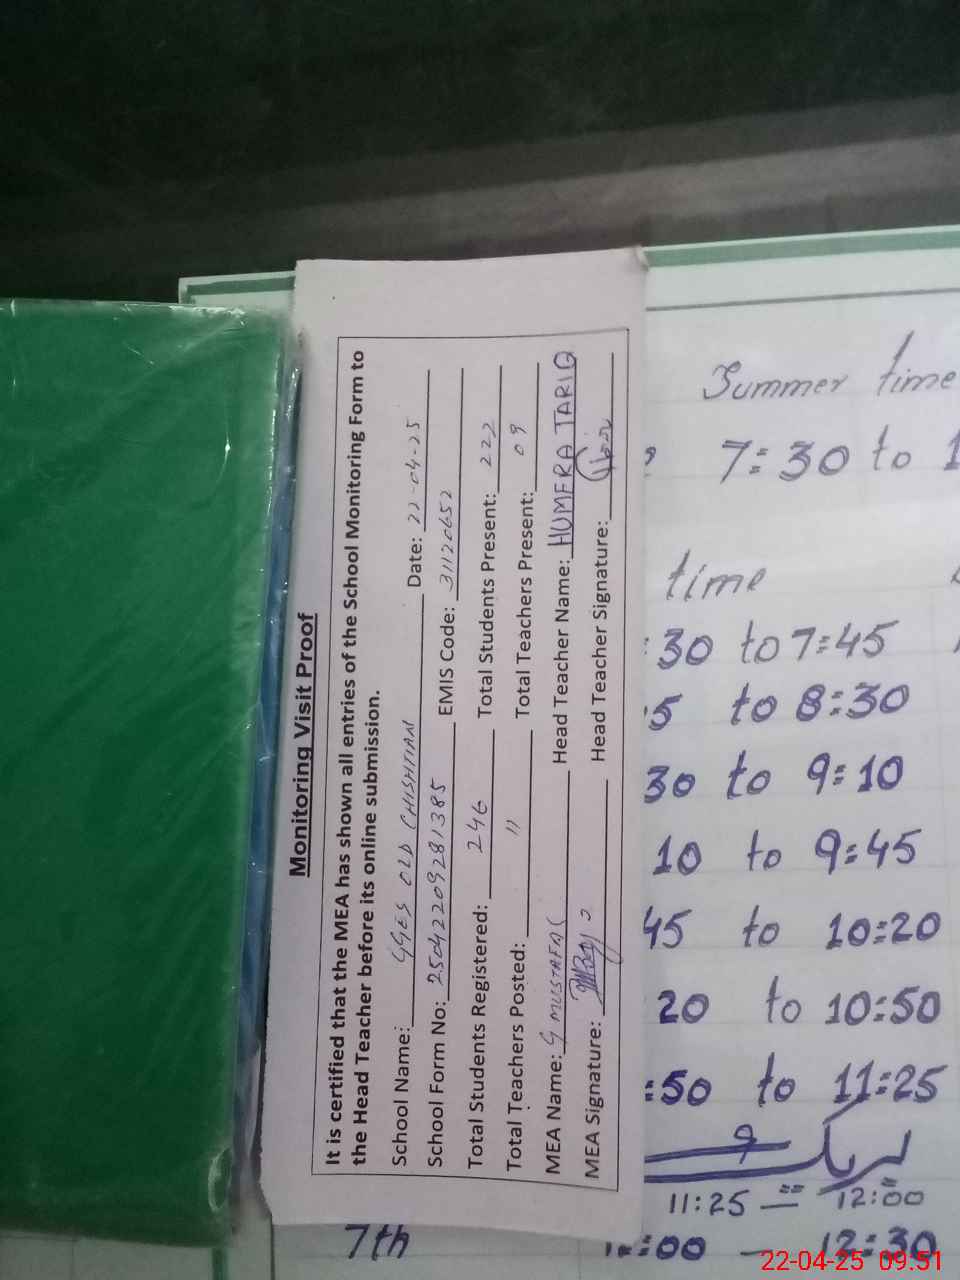 Monitoring Visit Proof
It is certified that the MEA has shown all entries of the School Monitoring Form to
the Head Teacher before its online submission.
School Name: GGES OLD CHISHTIAN Date: 22-04-25
School Form No: 25042209281385 EMIS Code: 31120652
Total Students Registered: 246 Total Students Present: 222
Total Teachers Posted: 11 Total Teachers Present: 09
MEA Name: G MUSTAFA Head Teacher Name: HUMERA TARIQ
MEA Signature: Head Teacher Signature:
Summer time
7:30 to 1
time
:30 to 7:45
5 to 8:30
30 to 9:10
10 to 9:45
45 to 10:20
20 to 10:50
:50 to 11:25
11:25 — 12:00
7th 12:00 — 12:30
22-04-25 09:51